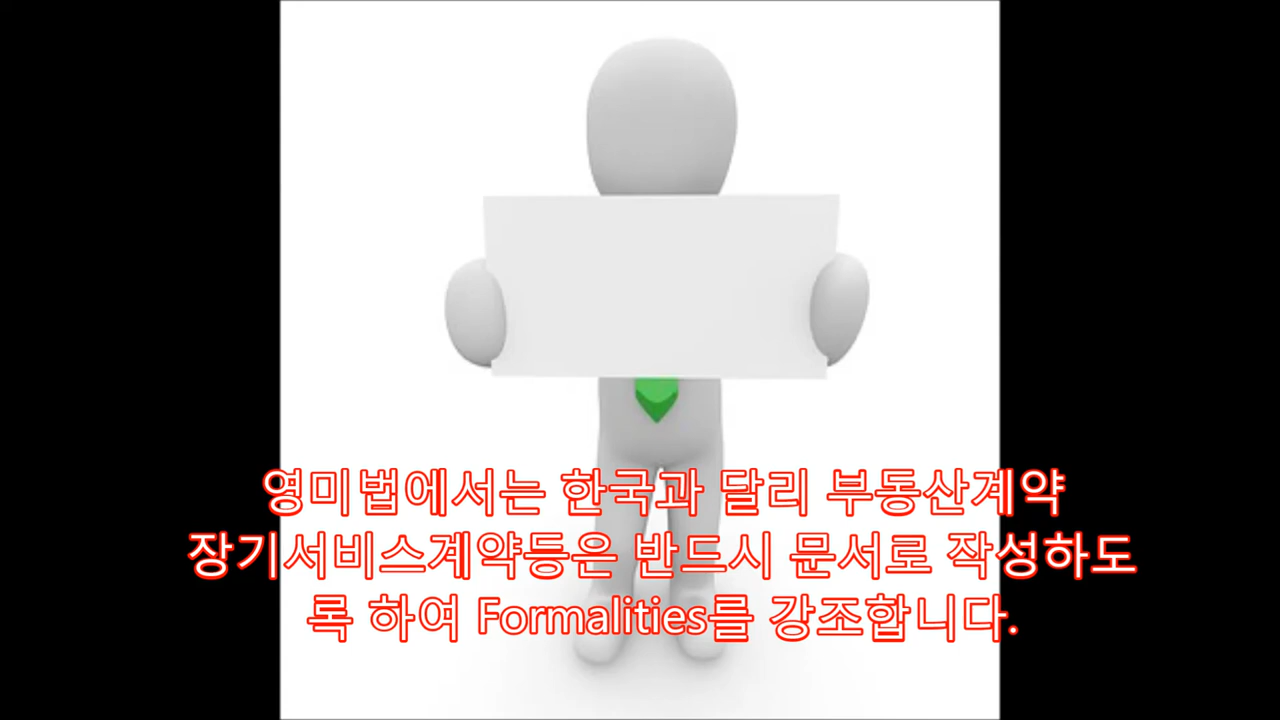 영미법에서는 한국과 달리 부동산계약
장기서비스계약등은 반드시 문서로 작성하도
록 하여 Formalities를 강조합니다.